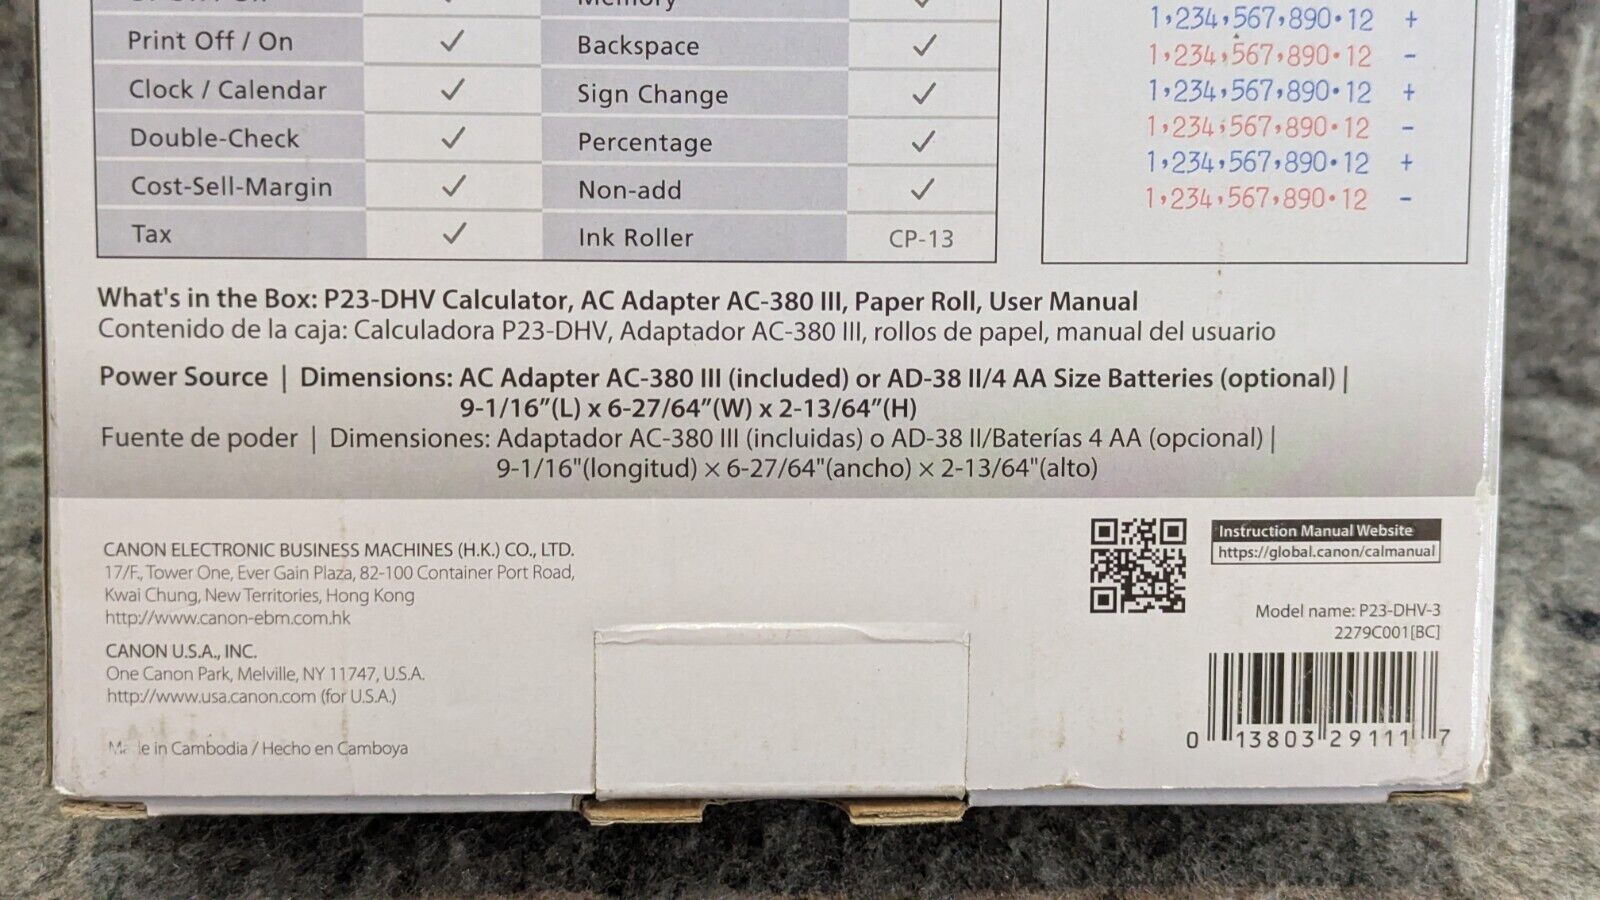 Memory ✓
Print Off / On ✓ Backspace ✓
Clock / Calendar ✓ Sign Change ✓
Double-Check ✓ Percentage ✓
Cost-Sell-Margin ✓ Non-add ✓
Tax ✓ Ink Roller CP-13
1,234,567,890•12 +
1,234,567,890•12 −
1,234,567,890•12 +
1,234,567,890•12 −
1,234,567,890•12 +
1,234,567,890•12 −
What's in the Box: P23-DHV Calculator, AC Adapter AC-380 III, Paper Roll, User Manual
Contenido de la caja: Calculadora P23-DHV, Adaptador AC-380 III, rollos de papel, manual del usuario
Power Source | Dimensions: AC Adapter AC-380 III (included) or AD-38 II/4 AA Size Batteries (optional) |
9-1/16”(L) x 6-27/64”(W) x 2-13/64”(H)
Fuente de poder | Dimensiones: Adaptador AC-380 III (incluidas) o AD-38 II/Baterías 4 AA (opcional) |
9-1/16"(longitud) × 6-27/64"(ancho) × 2-13/64"(alto)
CANON ELECTRONIC BUSINESS MACHINES (H.K.) CO., LTD.
17/F., Tower One, Ever Gain Plaza, 82-100 Container Port Road,
Kwai Chung, New Territories, Hong Kong
http://www.canon-ebm.com.hk
CANON U.S.A., INC.
One Canon Park, Melville, NY 11747, U.S.A.
http://www.usa.canon.com (for U.S.A.)
Made in Cambodia / Hecho en Camboya
Instruction Manual Website
https://global.canon/calmanual
Model name: P23-DHV-3
2279C001[BC]
0 13803 29111 7